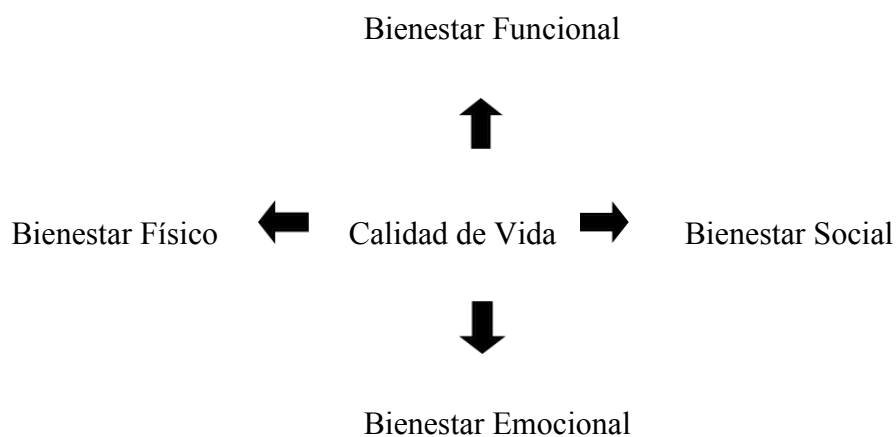 Bienestar Funcional
Bienestar Físico
Calidad de Vida
Bienestar Social
Bienestar Emocional